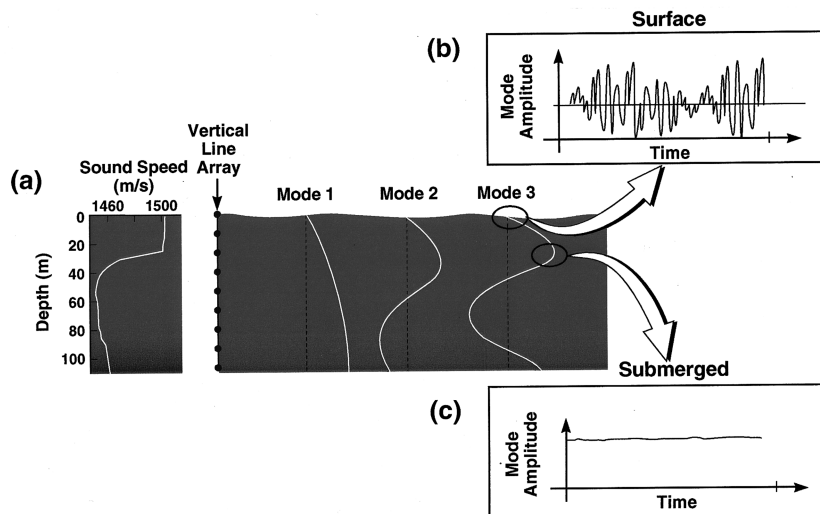 Surface
(b)
Mode
Amplitude
Time
(a)
Sound Speed
(m/s)
1460 1500
Vertical
Line
Array
Mode 1
Mode 2
Mode 3
Depth (m)
0
20
40
60
80
100
Submerged
(c)
Mode
Amplitude
Time